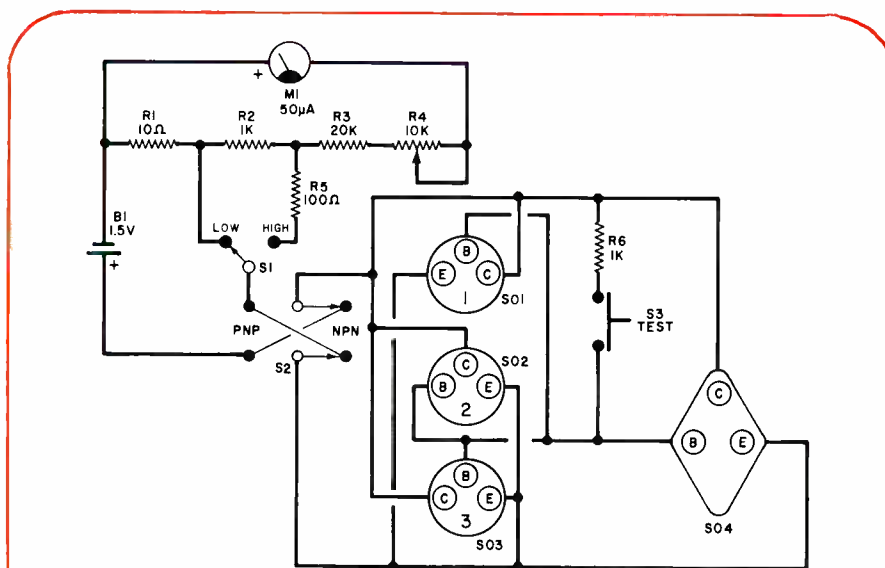 +
M1
50µA
R1
10Ω
R2
1K
R3
20K
R4
10K
R5
100Ω
B1
1.5V
+
LOW
HIGH
S1
PNP
NPN
S2
B
E
C
1
SO1
C
B
E
2
SO2
B
C
E
3
SO3
R6
1K
S3
TEST
C
B
E
SO4